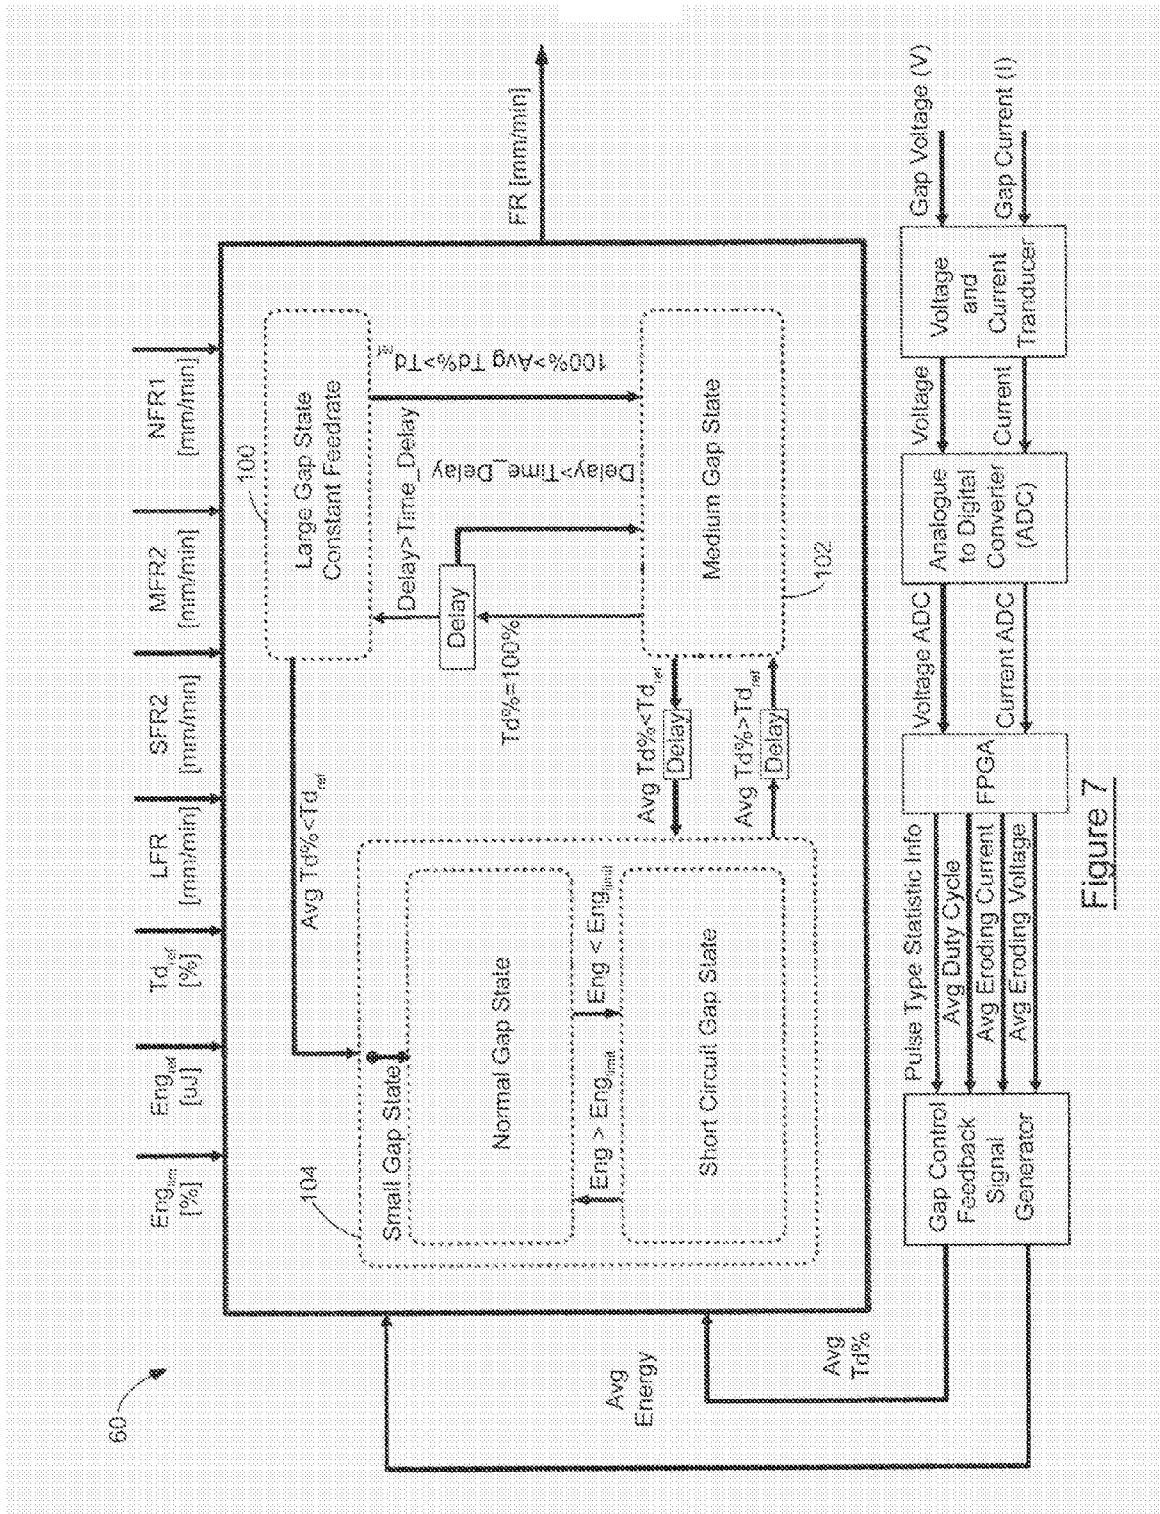 60
Eng_lim
[%]
Eng_ref
[uJ]
Td_ref
[%]
LFR
[mm/min]
SFR2
[mm/min]
MFR2
[mm/min]
NFR1
[mm/min]
FR [mm/min]
100
Large Gap State
Constant Feedrate
Avg Td%<Td_ref
Delay>Time_Delay
100%>Avg Td%>Td_ref
Delay
Delay>Time_Delay
Td%=100%
Medium Gap State
102
Avg Td%<Td_ref
Delay
Avg Td%>Td_ref
Delay
104
Small Gap State
Normal Gap State
Eng > Eng_limit
Eng < Eng_limit
Short Circuit Gap State
Avg
Energy
Avg
Td%
Gap Control
Feedback
Signal
Generator
Pulse Type Statistic Info
Avg Duty Cycle
Avg Eroding Current
Avg Eroding Voltage
FPGA
Voltage ADC
Current ADC
Analogue
to Digital
Converter
(ADC)
Voltage
Current
Voltage
and
Current
Tranducer
Gap Voltage (V)
Gap Current (I)
Figure 7